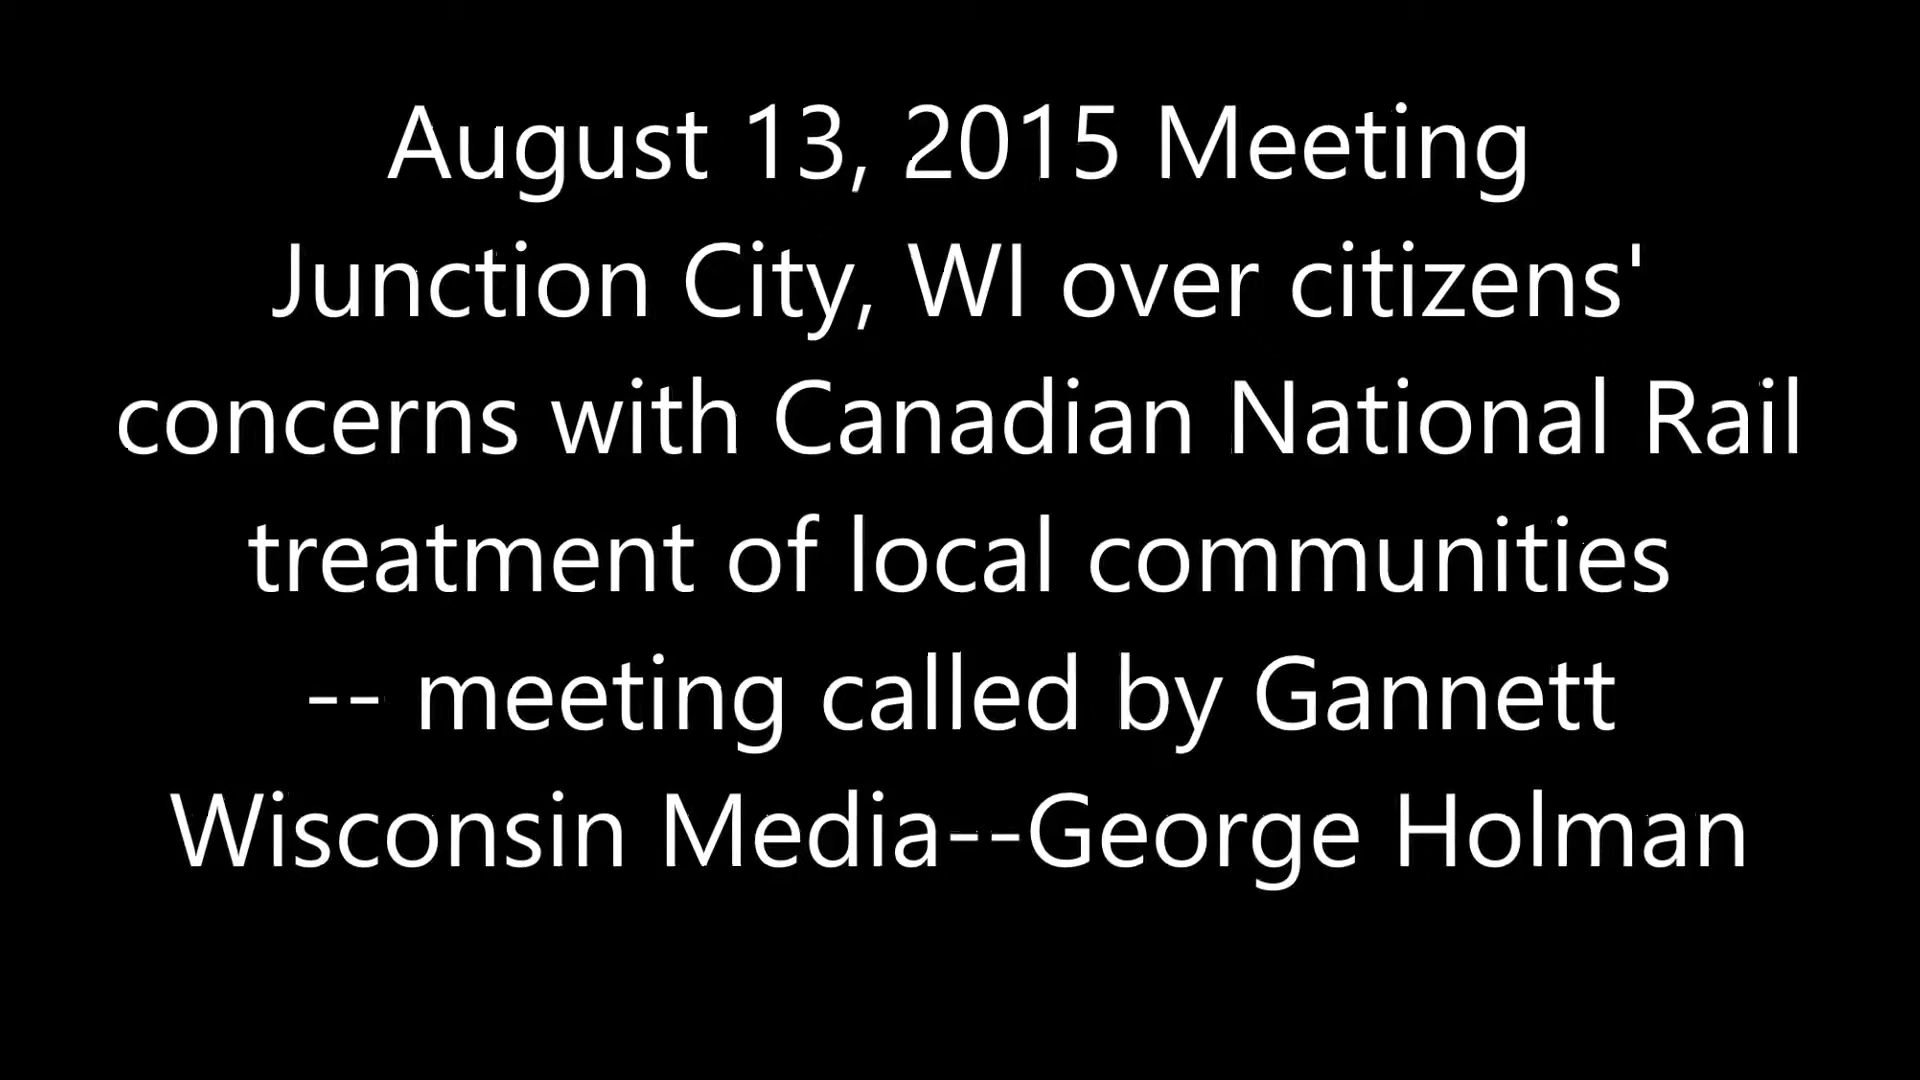 August 13, 2015 Meeting
Junction City, WI over citizens'
concerns with Canadian National Rail
treatment of local communities
-- meeting called by Gannett
Wisconsin Media--George Holman